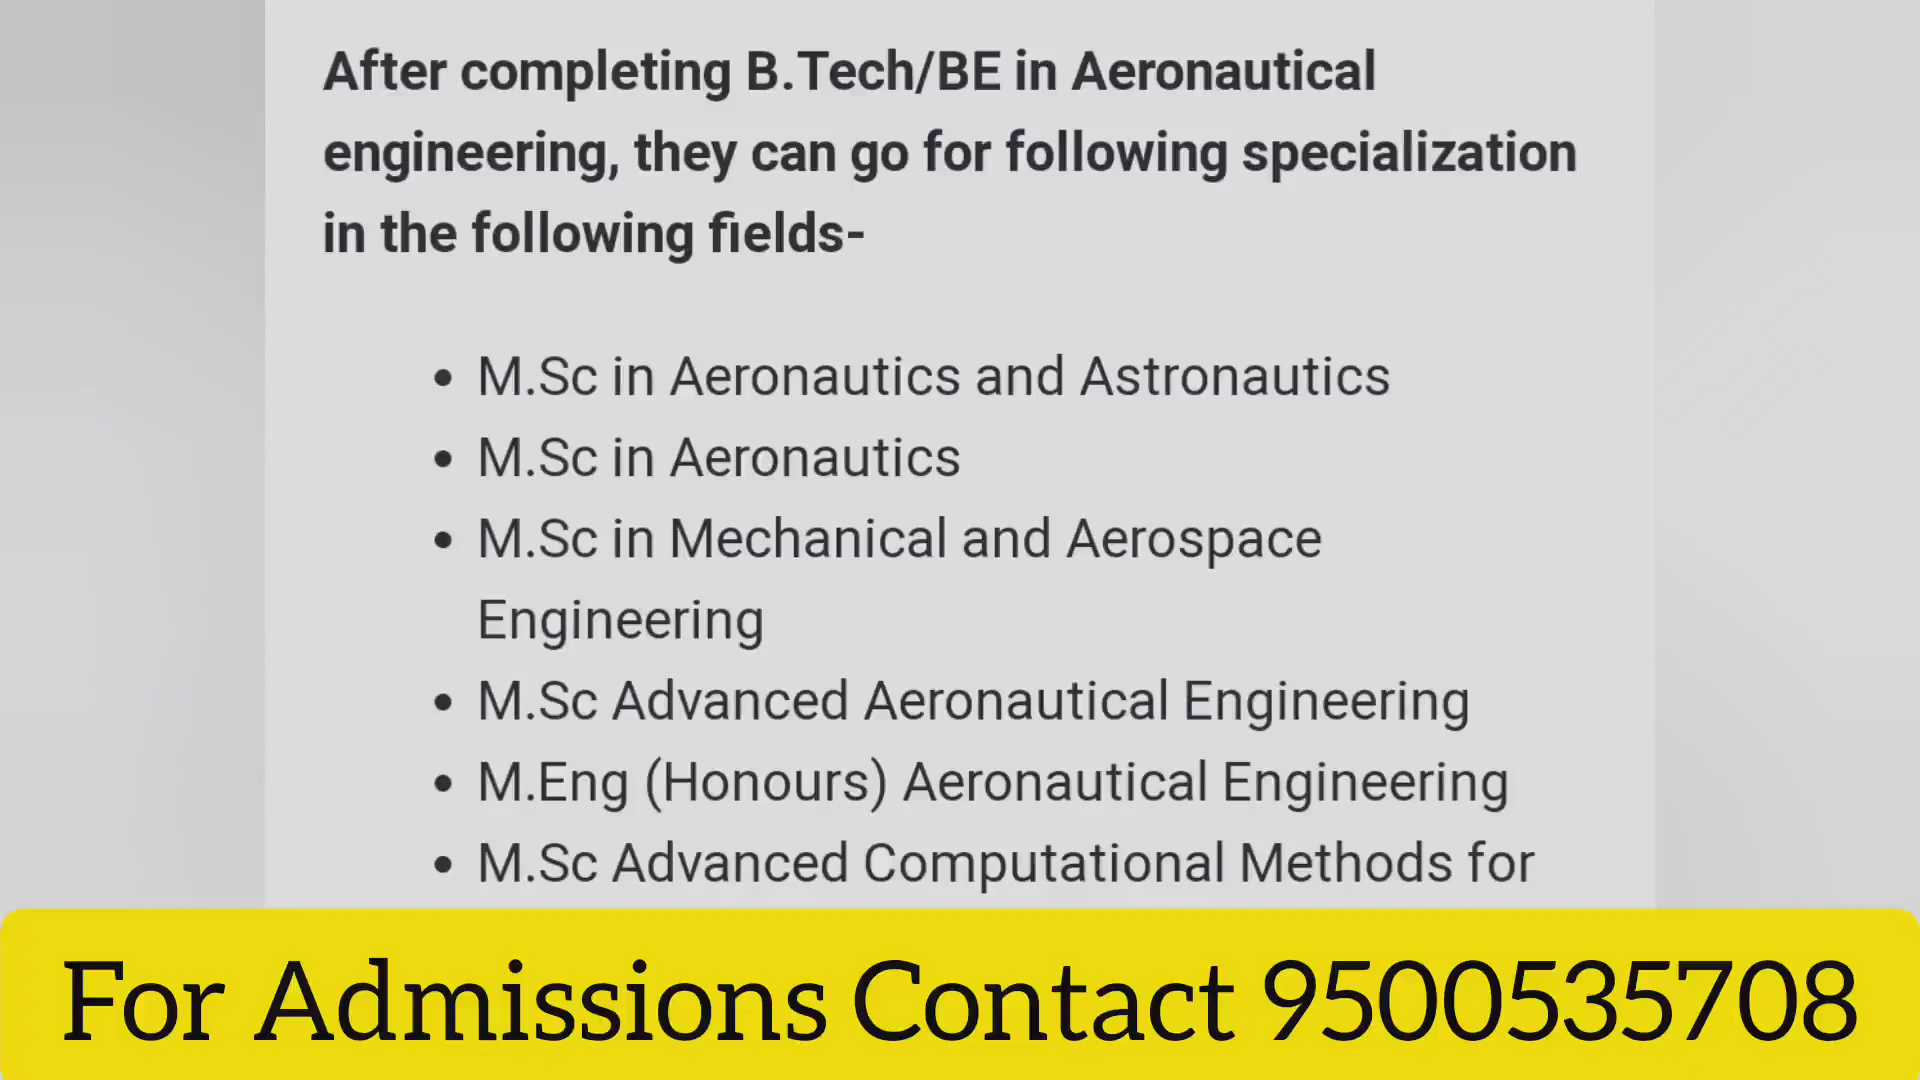 After completing B.Tech/BE in Aeronautical
engineering, they can go for following specialization
in the following fields-
• M.Sc in Aeronautics and Astronautics
• M.Sc in Aeronautics
• M.Sc in Mechanical and Aerospace
Engineering
• M.Sc Advanced Aeronautical Engineering
• M.Eng (Honours) Aeronautical Engineering
• M.Sc Advanced Computational Methods for
For Admissions Contact 9500535708